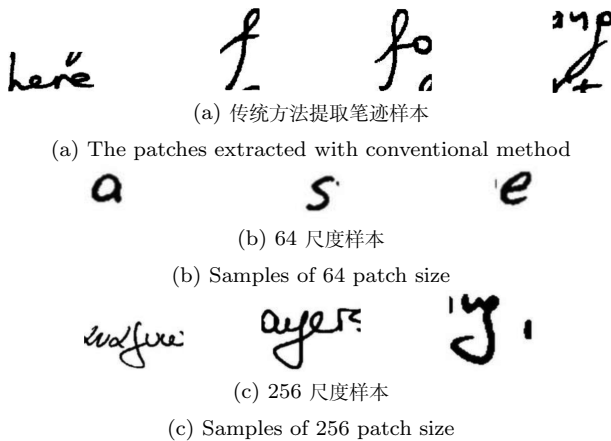 here f fo ing
(a) 传统方法提取笔迹样本
(a) The patches extracted with conventional method
a s e
(b) 64 尺度样本
(b) Samples of 64 patch size
ayer
(c) 256 尺度样本
(c) Samples of 256 patch size